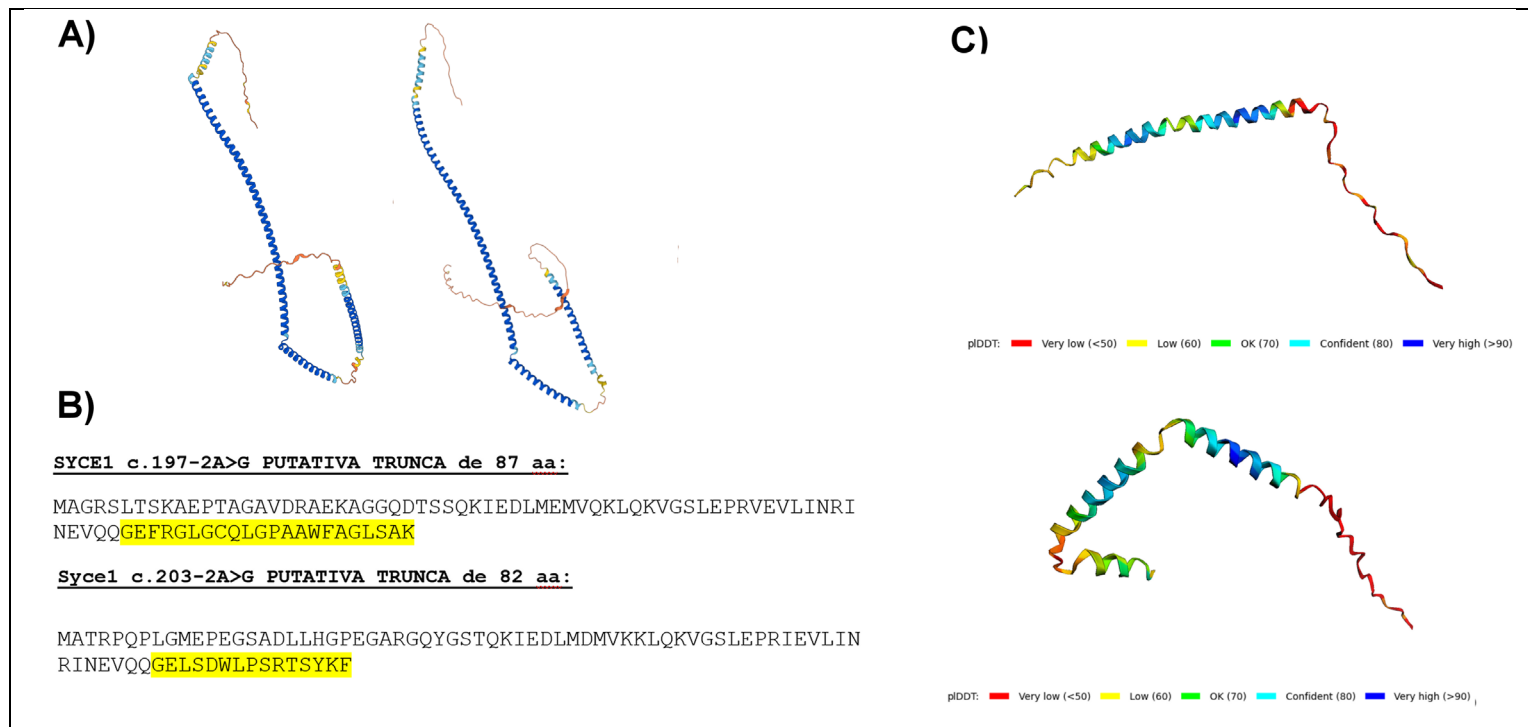 A)
C)
plDDT: Very low (<50) Low (60) OK (70) Confident (80) Very high (>90)
B)
SYCE1 c.197-2A>G PUTATIVA TRUNCA de 87 aa:
MAGRSLTSKAEPTAGAVDRAEKAGGQDTSSQKIEDLMEMVQKLQKVGSLEPRVEVLINRI
NEVQQGEFRGLGCQLGPAAWFAGLSAK
Syce1 c.203-2A>G PUTATIVA TRUNCA de 82 aa:
MATRPQPLGMEPEGSADLLHGPEGARGQYGSTQKIEDLMDMVKKLQKVGSLEPRIEVLIN
RINEVQQGELSDWLPSRTSYKF
plDDT: Very low (<50) Low (60) OK (70) Confident (80) Very high (>90)